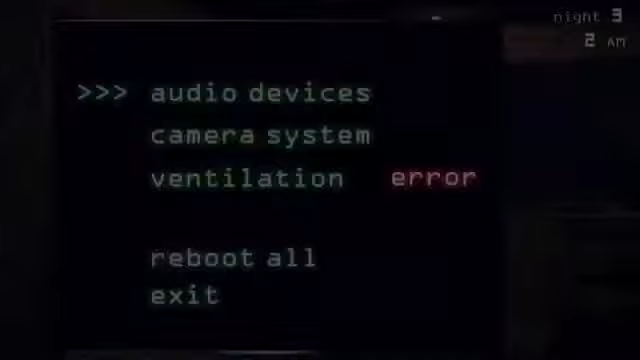 night 3
2 AM
>>> audio devices
camera system
ventilation error
reboot all
exit